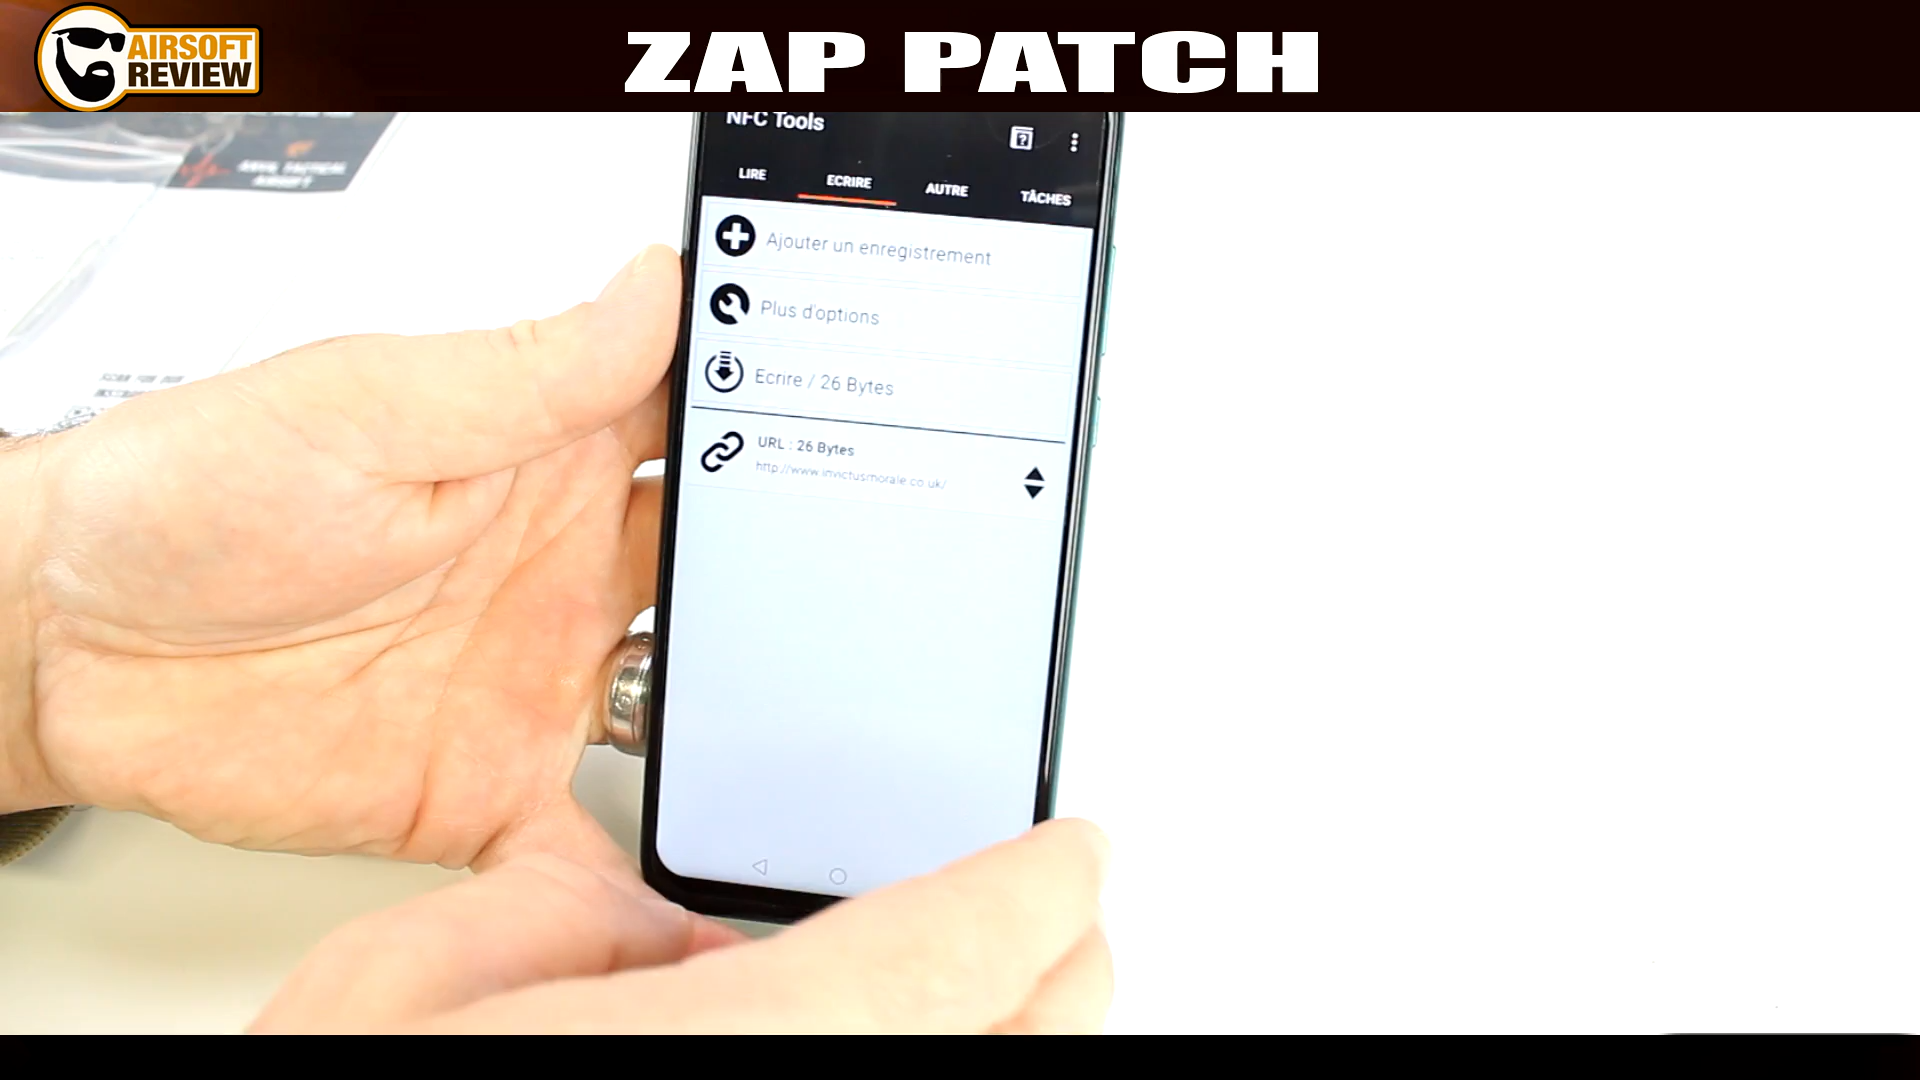 AIRSOFT
REVIEW
ZAP PATCH
NFC Tools
LIRE
ECRIRE
AUTRE
TÂCHES
Ajouter un enregistrement
Plus d'options
Ecrire / 26 Bytes
URL : 26 Bytes
http://www.invictusmorale.co.uk/